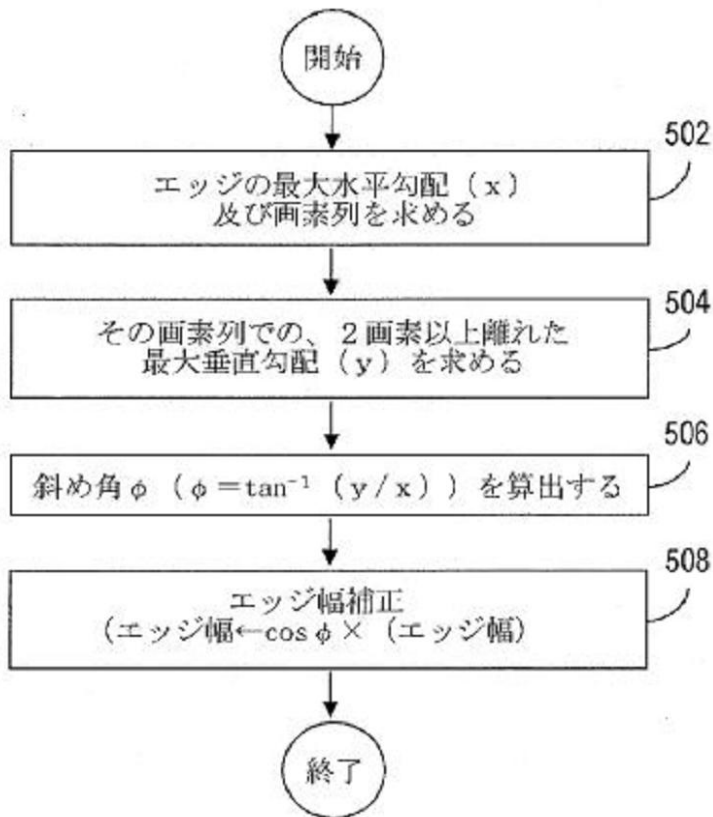 開始
502
エッジの最大水平勾配(x)
及び画素列を求める
504
その画素列での、2画素以上離れた
最大垂直勾配(y)を求める
506
斜め角φ(φ=tan⁻¹(y/x))を算出する
508
エッジ幅補正
(エッジ幅←cosφ×(エッジ幅)
終了